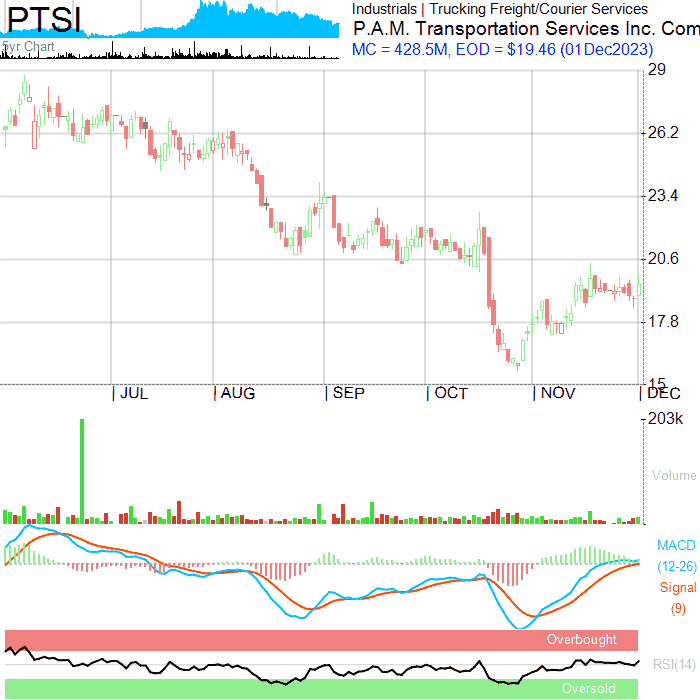 PTSI
Industrials | Trucking Freight/Courier Services
P.A.M. Transportation Services Inc. Com
MC = 428.5M, EOD = $19.46 (01Dec2023)
5yr Chart
29
26.2
23.4
20.6
17.8
15
| JUL | AUG | SEP | OCT | NOV | DEC
203k
Volume
MACD
(12-26)
Signal
(9)
Overbought
RSI(14)
Oversold